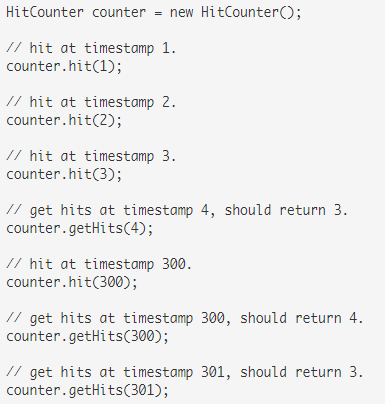 HitCounter counter = new HitCounter();
// hit at timestamp 1.
counter.hit(1);
// hit at timestamp 2.
counter.hit(2);
// hit at timestamp 3.
counter.hit(3);
// get hits at timestamp 4, should return 3.
counter.getHits(4);
// hit at timestamp 300.
counter.hit(300);
// get hits at timestamp 300, should return 4.
counter.getHits(300);
// get hits at timestamp 301, should return 3.
counter.getHits(301);